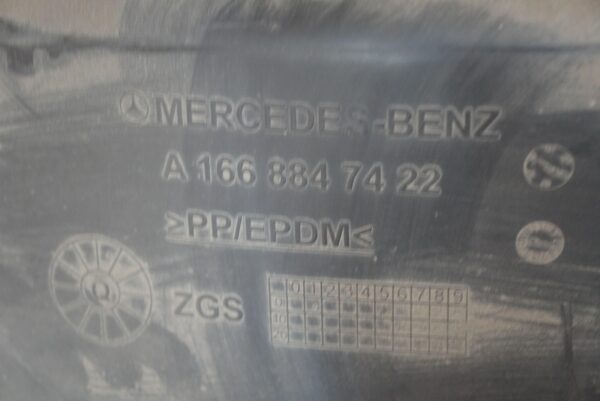 MERCEDES-BENZ
A 166 884 74 22
>PP/EPDM<
ZGS
0 1 2 3 4 5 6 7 8 9